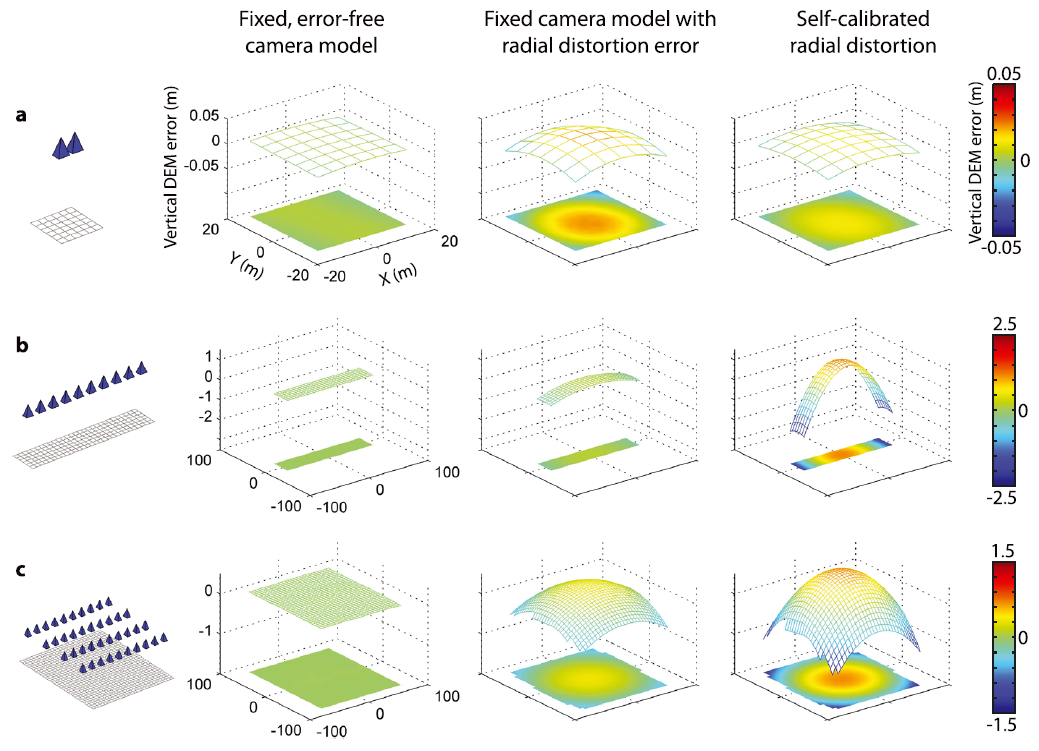 Fixed, error-free
camera model
Fixed camera model with
radial distortion error
Self-calibrated
radial distortion
a
Vertical DEM error (m)
0.05
0
-0.05
20
0
-20
Y (m)
-20
0
20
X (m)
Vertical DEM error (m)
0.05
0
-0.05
b
1
0
-1
-2
100
0
-100
-100
0
100
2.5
0
-2.5
c
0
-1
100
0
-100
-100
0
100
1.5
0
-1.5